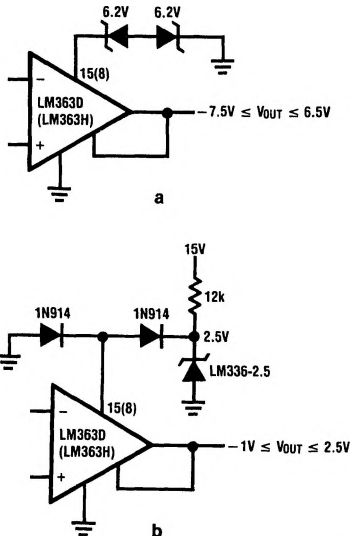 6.2V 6.2V
15(8)
−
LM363D
(LM363H)
+
−7.5V ≤ VOUT ≤ 6.5V
a
15V
12k
1N914 1N914
2.5V
LM336-2.5
15(8)
−
LM363D
(LM363H)
+
−1V ≤ VOUT ≤ 2.5V
b